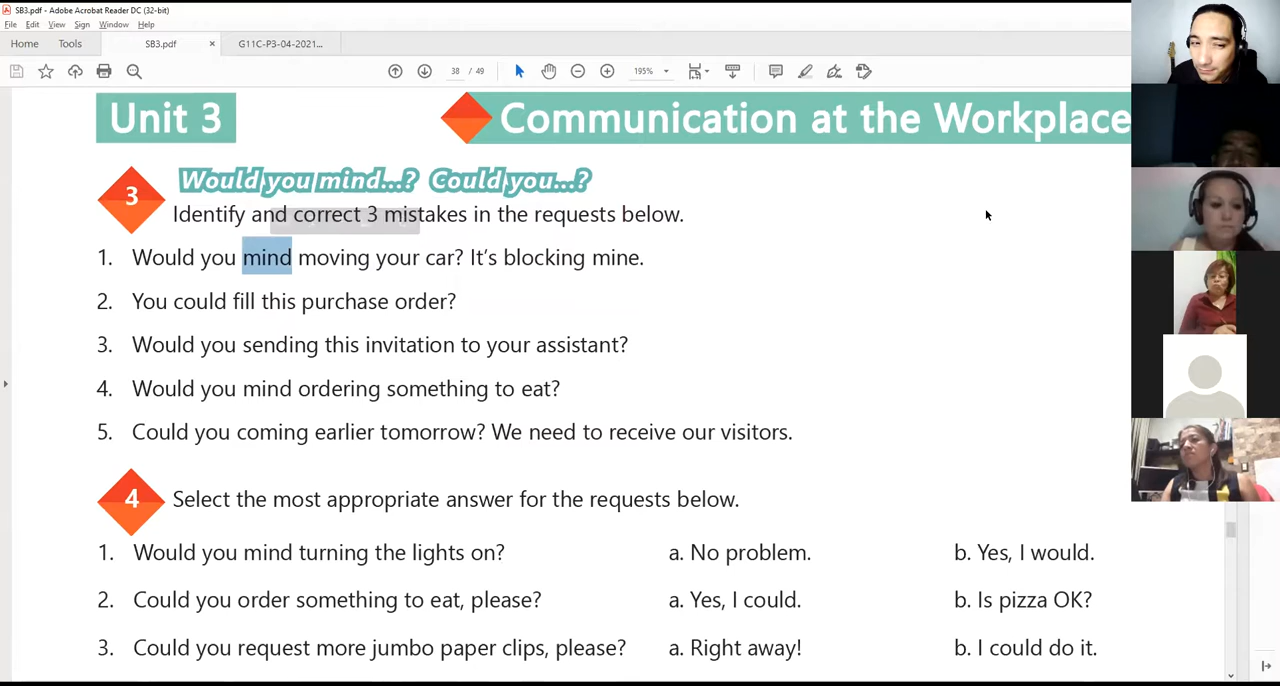 SB3.pdf - Adobe Acrobat Reader DC (32-bit)
File Edit View Sign Window Help
Home Tools SB3.pdf × G11C-P3-04-2021...
38 / 49 195%
Unit 3 Communication at the Workplace
3 Would you mind...? Could you...?
Identify and correct 3 mistakes in the requests below.
1. Would you mind moving your car? It's blocking mine.
2. You could fill this purchase order?
3. Would you sending this invitation to your assistant?
4. Would you mind ordering something to eat?
5. Could you coming earlier tomorrow? We need to receive our visitors.
4 Select the most appropriate answer for the requests below.
1. Would you mind turning the lights on? a. No problem. b. Yes, I would.
2. Could you order something to eat, please? a. Yes, I could. b. Is pizza OK?
3. Could you request more jumbo paper clips, please? a. Right away! b. I could do it.